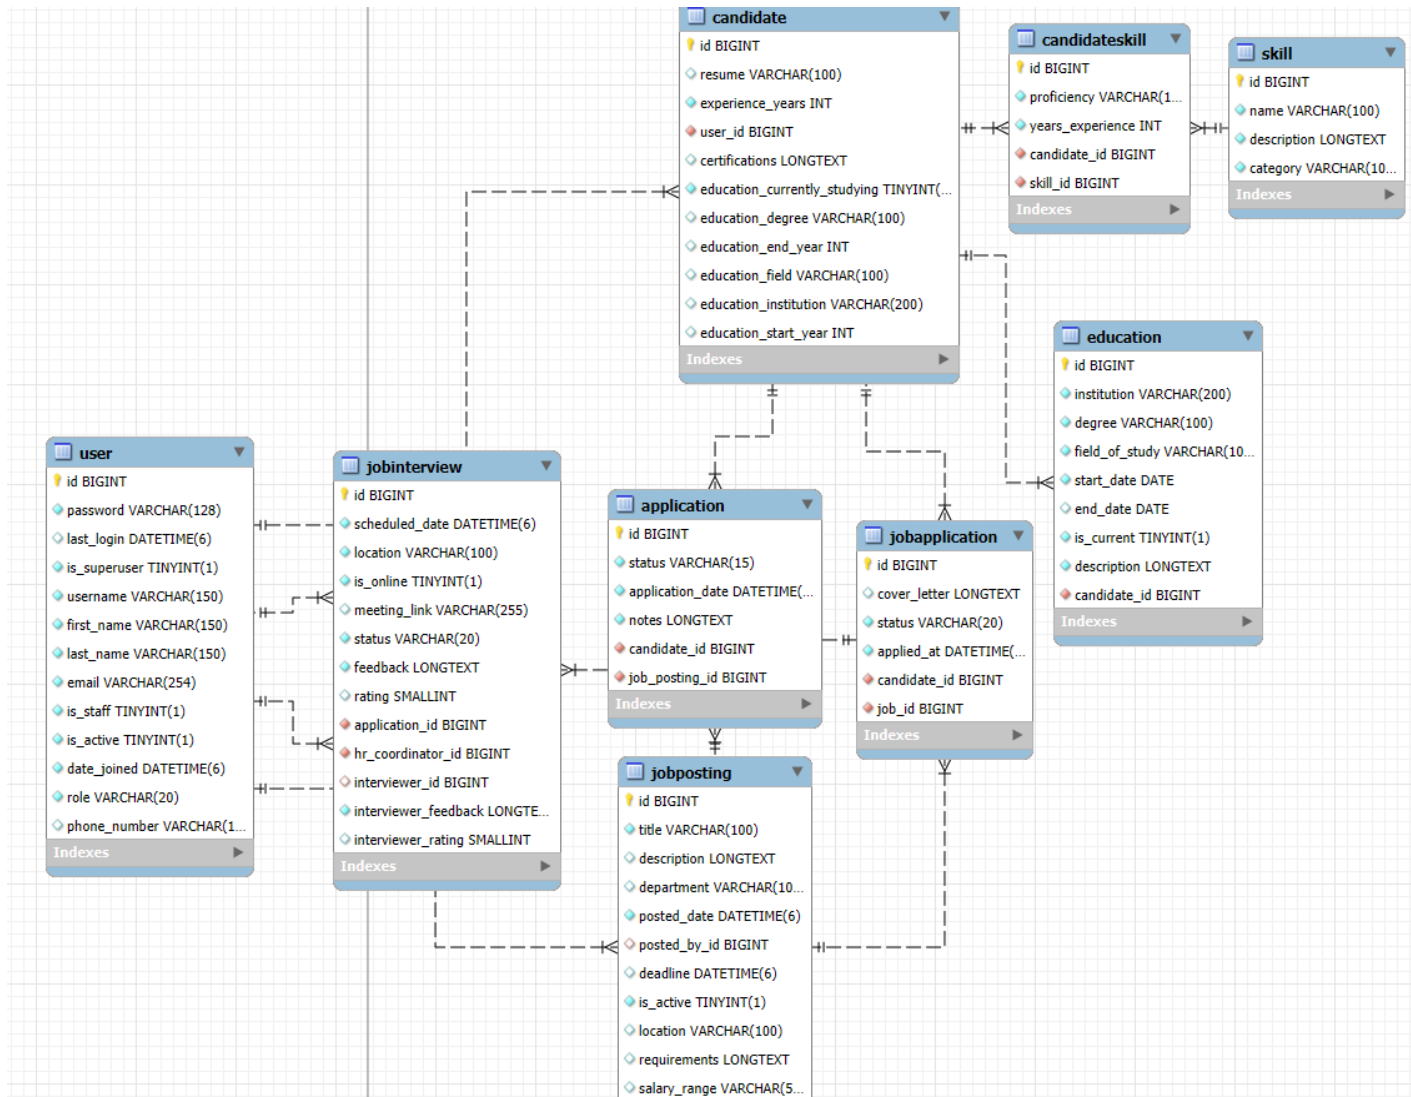 candidate
id BIGINT
resume VARCHAR(100)
experience_years INT
user_id BIGINT
certifications LONGTEXT
education_currently_studying TINYINT(...
education_degree VARCHAR(100)
education_end_year INT
education_field VARCHAR(100)
education_institution VARCHAR(200)
education_start_year INT
Indexes
candidateskill
id BIGINT
proficiency VARCHAR(1...
years_experience INT
candidate_id BIGINT
skill_id BIGINT
Indexes
skill
id BIGINT
name VARCHAR(100)
description LONGTEXT
category VARCHAR(10...
Indexes
education
id BIGINT
institution VARCHAR(200)
degree VARCHAR(100)
field_of_study VARCHAR(10...
start_date DATE
end_date DATE
is_current TINYINT(1)
description LONGTEXT
candidate_id BIGINT
Indexes
user
id BIGINT
password VARCHAR(128)
last_login DATETIME(6)
is_superuser TINYINT(1)
username VARCHAR(150)
first_name VARCHAR(150)
last_name VARCHAR(150)
email VARCHAR(254)
is_staff TINYINT(1)
is_active TINYINT(1)
date_joined DATETIME(6)
role VARCHAR(20)
phone_number VARCHAR(1...
Indexes
jobinterview
id BIGINT
scheduled_date DATETIME(6)
location VARCHAR(100)
is_online TINYINT(1)
meeting_link VARCHAR(255)
status VARCHAR(20)
feedback LONGTEXT
rating SMALLINT
application_id BIGINT
hr_coordinator_id BIGINT
interviewer_id BIGINT
interviewer_feedback LONGTE...
interviewer_rating SMALLINT
Indexes
application
id BIGINT
status VARCHAR(15)
application_date DATETIME(...
notes LONGTEXT
candidate_id BIGINT
job_posting_id BIGINT
Indexes
jobapplication
id BIGINT
cover_letter LONGTEXT
status VARCHAR(20)
applied_at DATETIME(...
candidate_id BIGINT
job_id BIGINT
Indexes
jobposting
id BIGINT
title VARCHAR(100)
description LONGTEXT
department VARCHAR(10...
posted_date DATETIME(6)
posted_by_id BIGINT
deadline DATETIME(6)
is_active TINYINT(1)
location VARCHAR(100)
requirements LONGTEXT
salary_range VARCHAR(5...